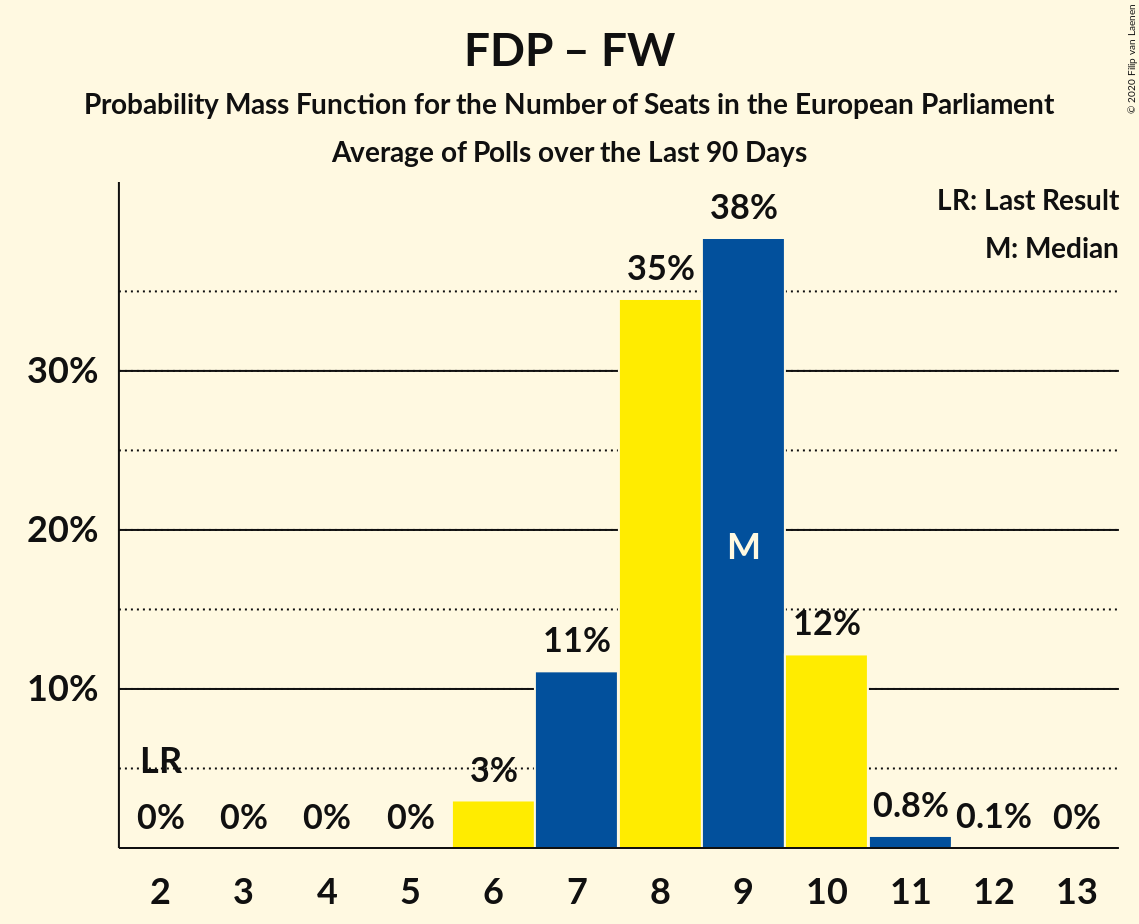 FDP – FW
Probability Mass Function for the Number of Seats in the European Parliament
Average of Polls over the Last 90 Days
© 2020 Filip van Laenen
LR: Last Result
M: Median
38%
35%
30%
20%
M
12%
11%
10%
LR
3%
0% 0% 0% 0% 0.8% 0.1% 0%
2 3 4 5 6 7 8 9 10 11 12 13